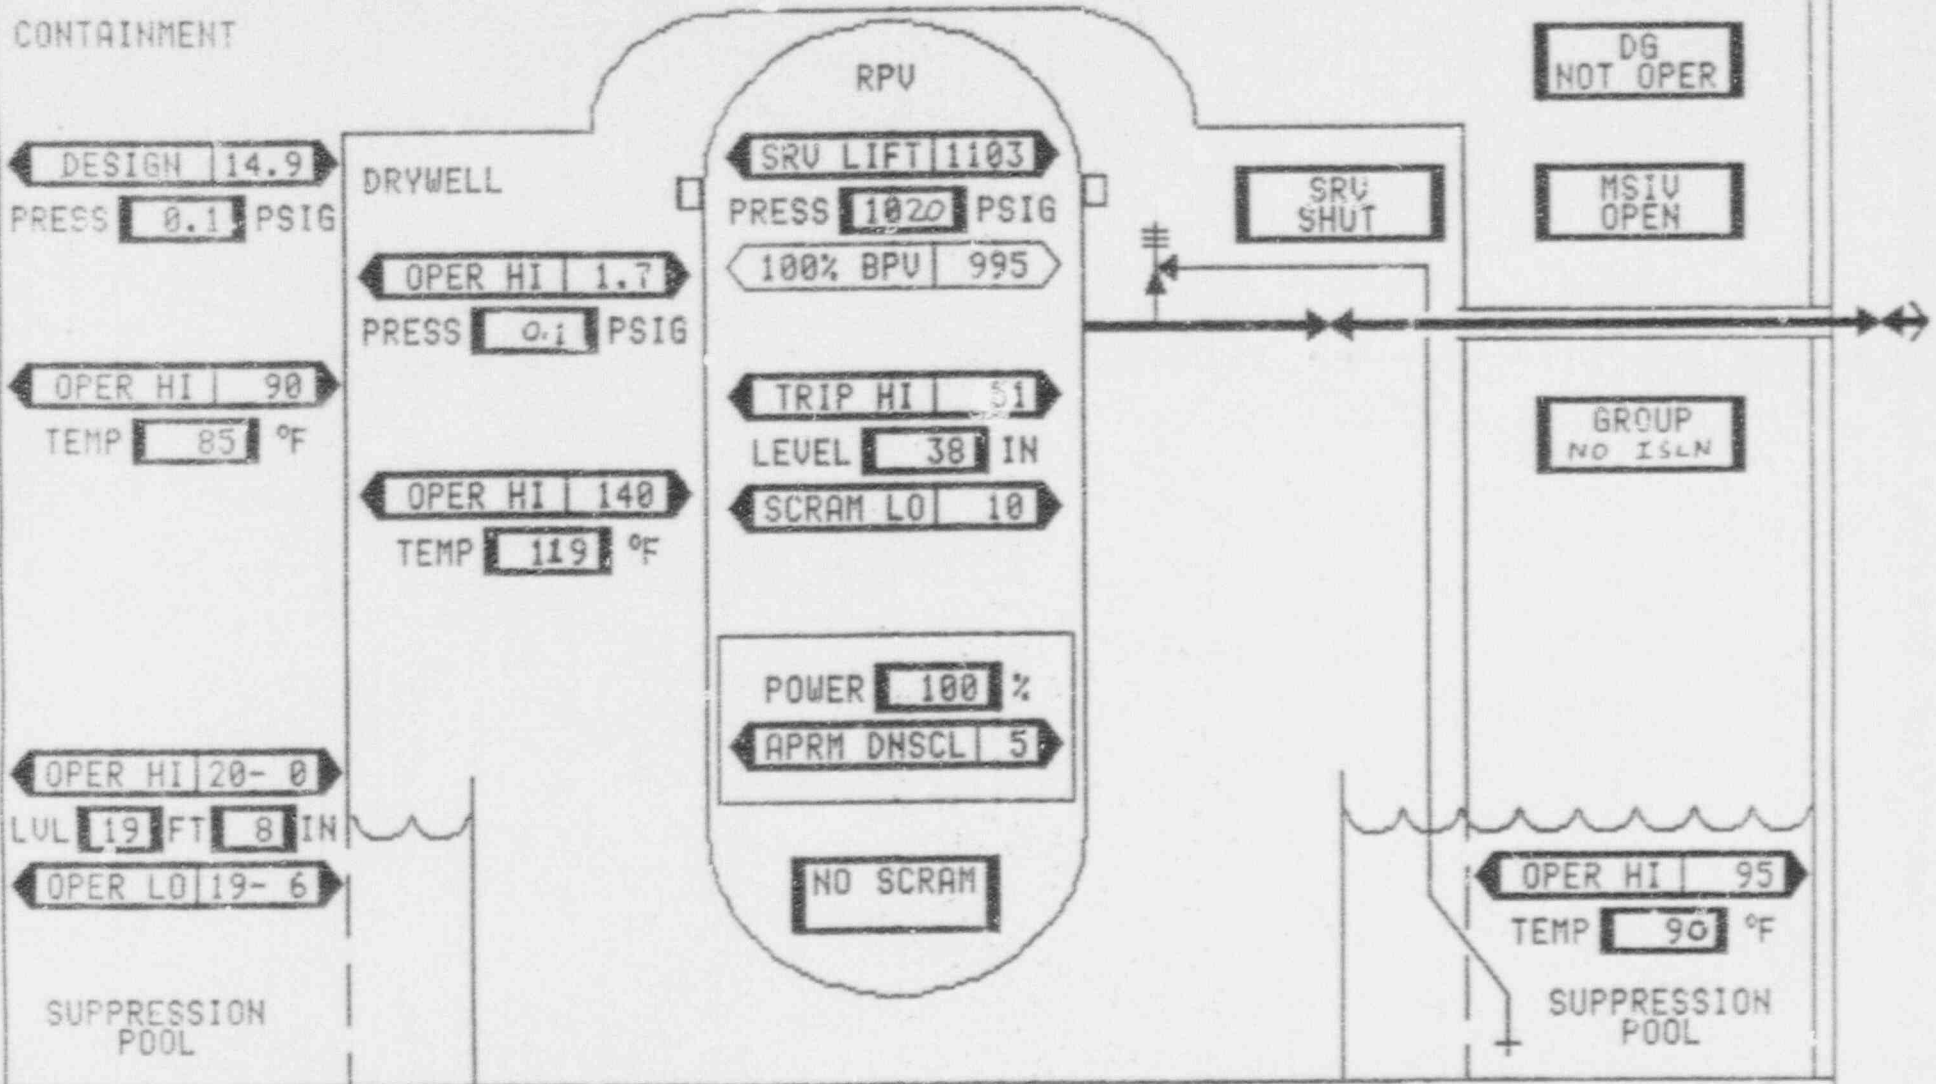 CONTAINMENT
DESIGN 14.9
PRESS 0.1 PSIG
OPER HI 90
TEMP 85 °F
OPER HI 20- 0
LVL 19 FT 8 IN
OPER LO 19- 6
SUPPRESSION
POOL
DRYWELL
OPER HI 1.7
PRESS 0.1 PSIG
OPER HI 140
TEMP 119 °F
RPV
SRV LIFT 1103
PRESS 1020 PSIG
100% BPV 995
TRIP HI 51
LEVEL 38 IN
SCRAM LO 10
POWER 100 %
APRM DNSCL 5
NO SCRAM
SRV
SHUT
DG
NOT OPER
MSIV
OPEN
GROUP
NO ISLN
OPER HI 95
TEMP 90 °F
SUPPRESSION
POOL